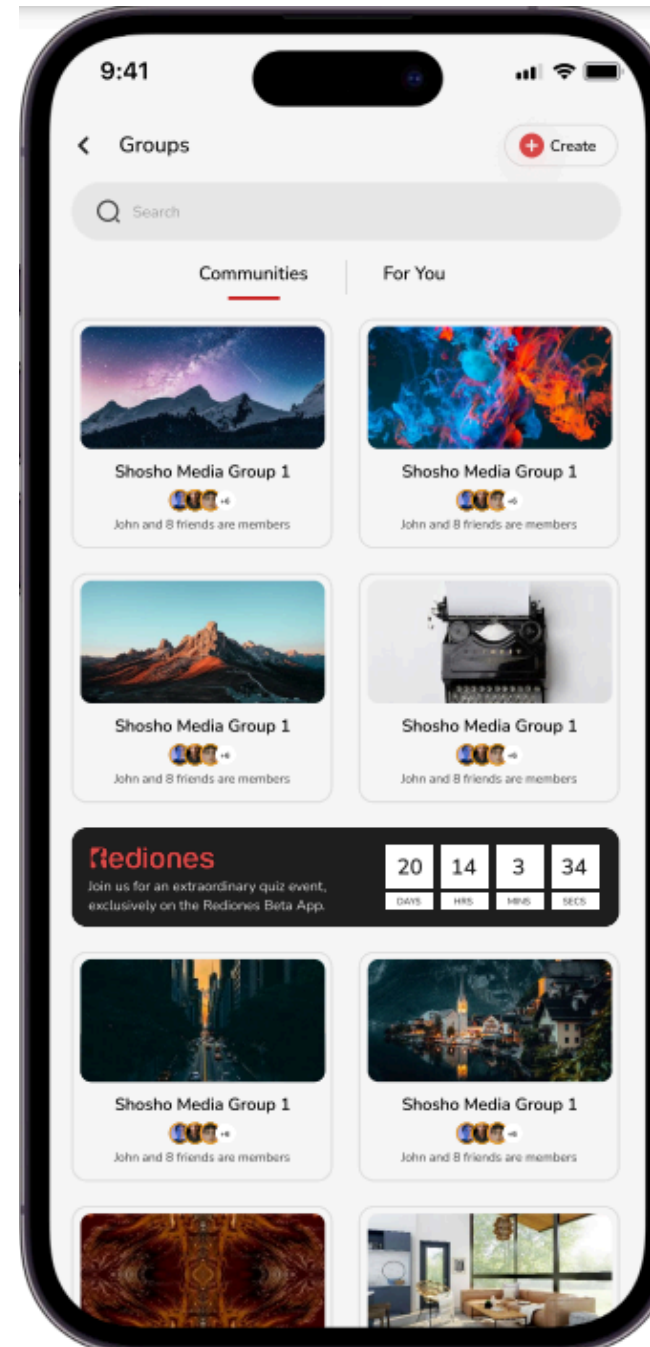 9:41
Groups
Create
Search
Communities
For You
Shosho Media Group 1
+6
John and 8 friends are members
Shosho Media Group 1
+6
John and 8 friends are members
Shosho Media Group 1
+6
John and 8 friends are members
Shosho Media Group 1
+6
John and 8 friends are members
Rediones
Join us for an extraordinary quiz event,
exclusively on the Rediones Beta App.
20 14 3 34
DAYS HRS MINS SECS
Shosho Media Group 1
+6
John and 8 friends are members
Shosho Media Group 1
+6
John and 8 friends are members